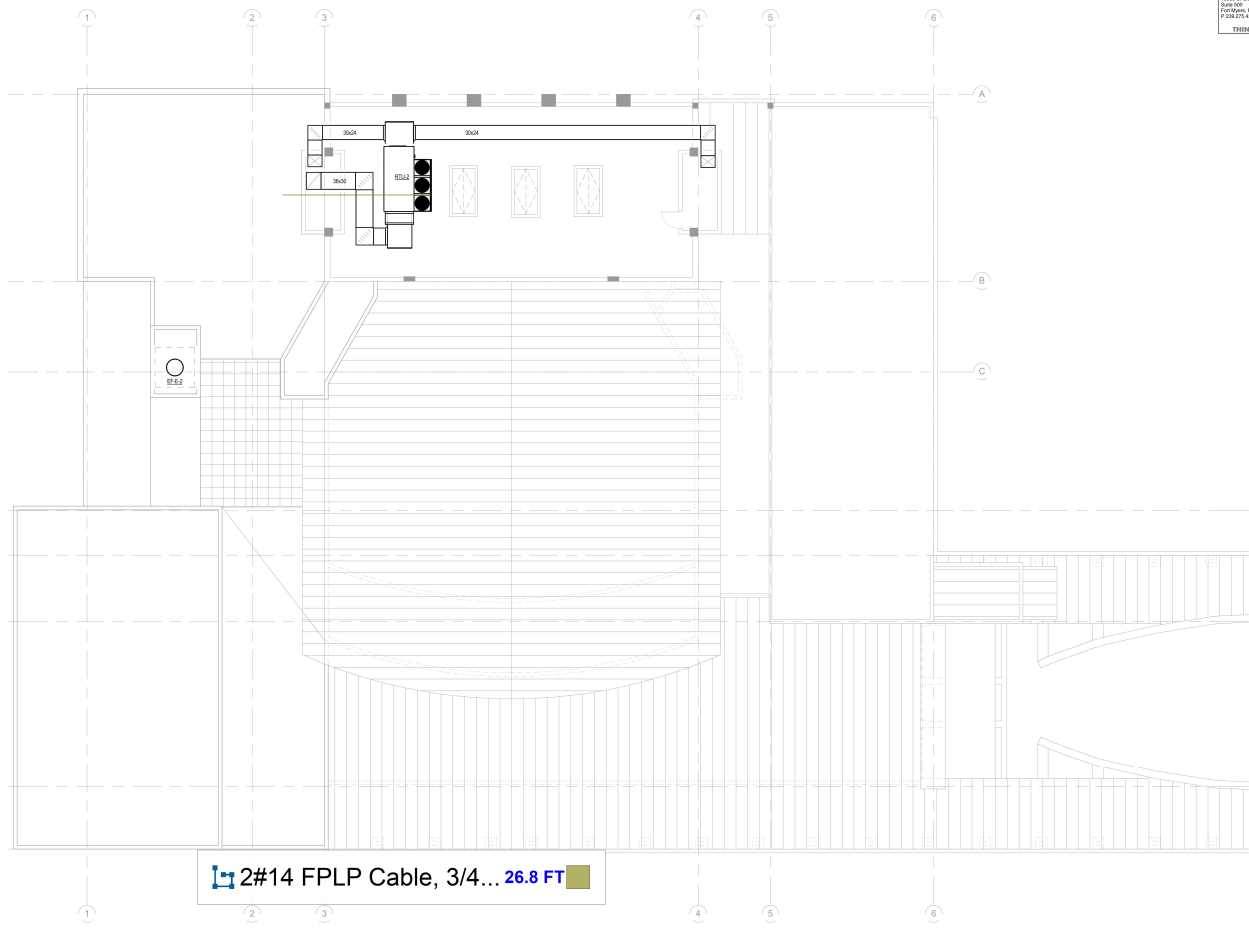 1 2 3 4 5 6
Suite 500
Fort Myers,
P 239.275.4
THIN
A
30x24 30x24
RTU-2
36x30
B
EF-E-2
C
2#14 FPLP Cable, 3/4... 26.8 FT
1 2 3 4 5 6